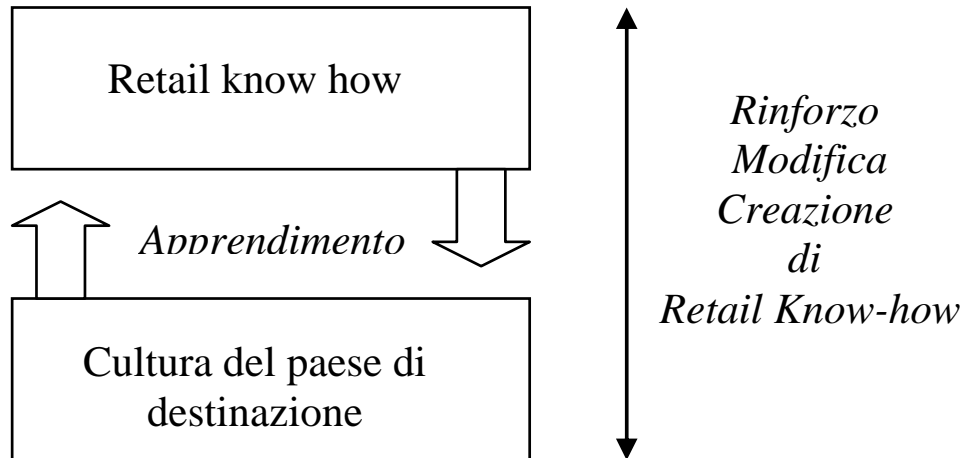 Retail know how
Apprendimento
Cultura del paese di
destinazione
Rinforzo
Modifica
Creazione
di
Retail Know-how